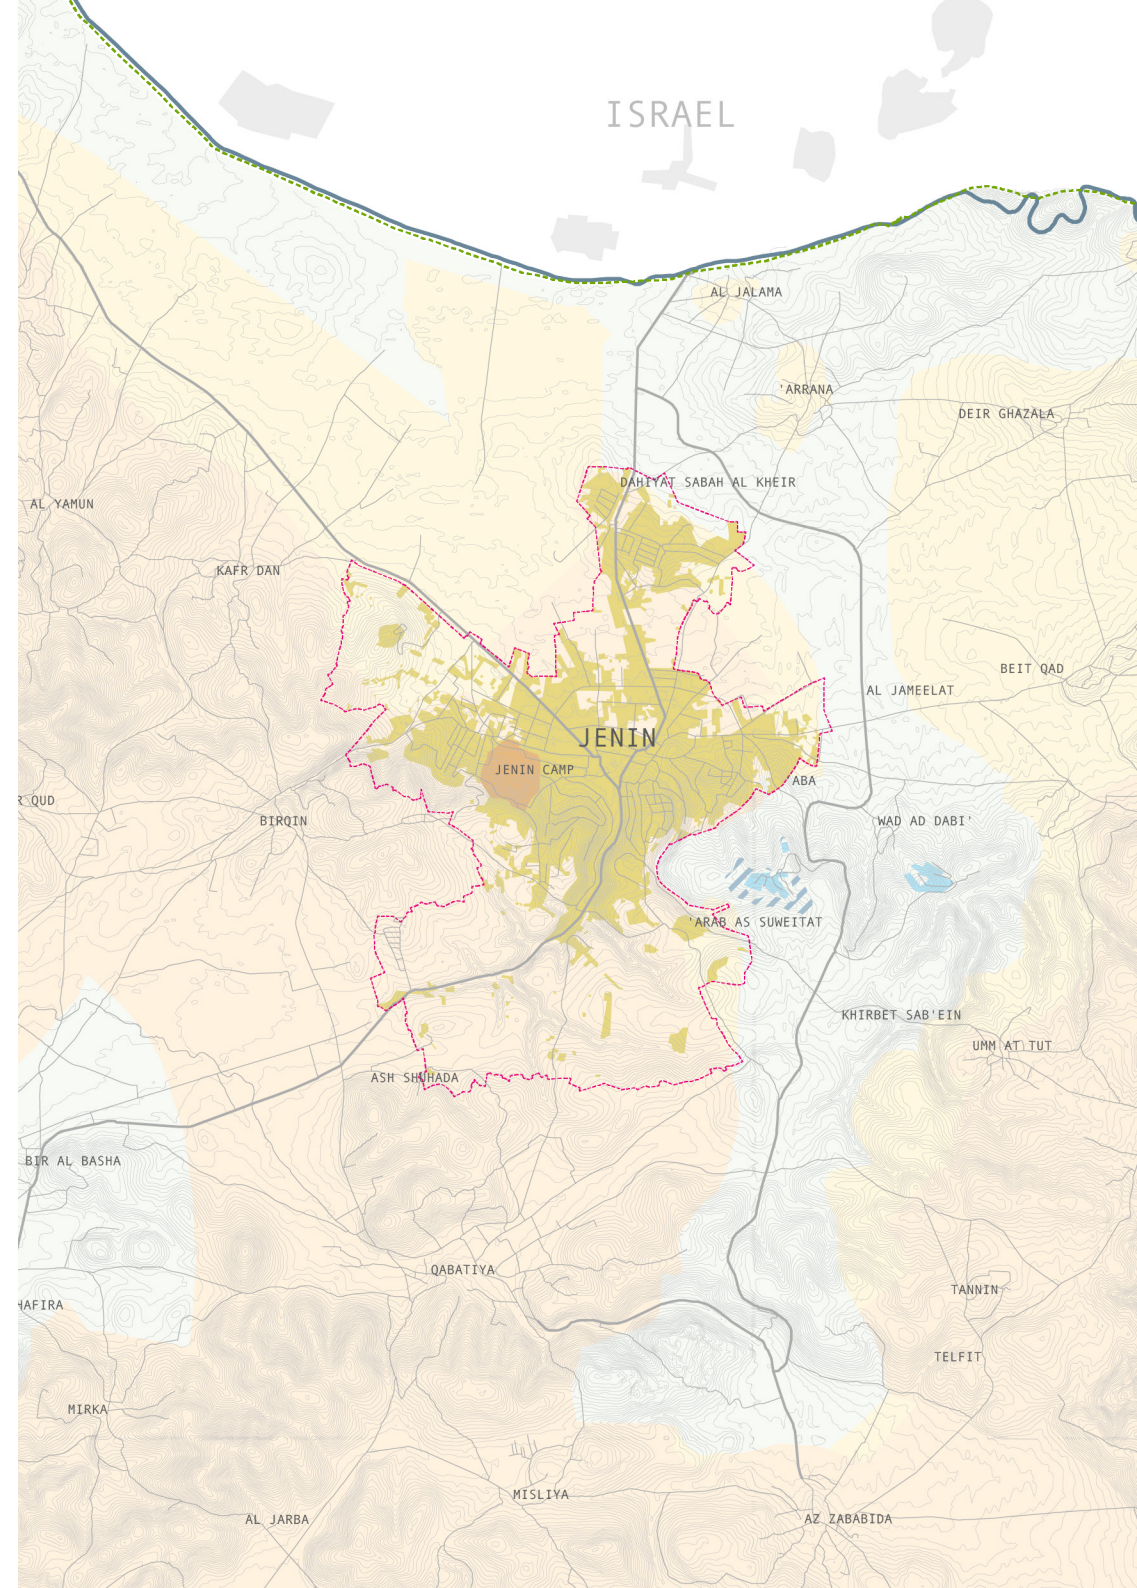 ISRAEL
AL JALAMA
'ARRANA
DEIR GHAZALA
DAHIYAT SABAH AL KHEIR
AL YAMUN
KAFR DAN
BEIT QAD
AL JAMEELAT
JENIN
JENIN CAMP
ABA
R QUD
BIRQIN
WAD AD DABI'
'ARAB AS SUWEITAT
KHIRBET SAB'EIN
UMM AT TUT
ASH SHUHADA
BIR AL BASHA
QABATIYA
TANNIN
HAFIRA
TELFIT
MIRKA
MISLIYA
AL JARBA
AZ ZABABIDA